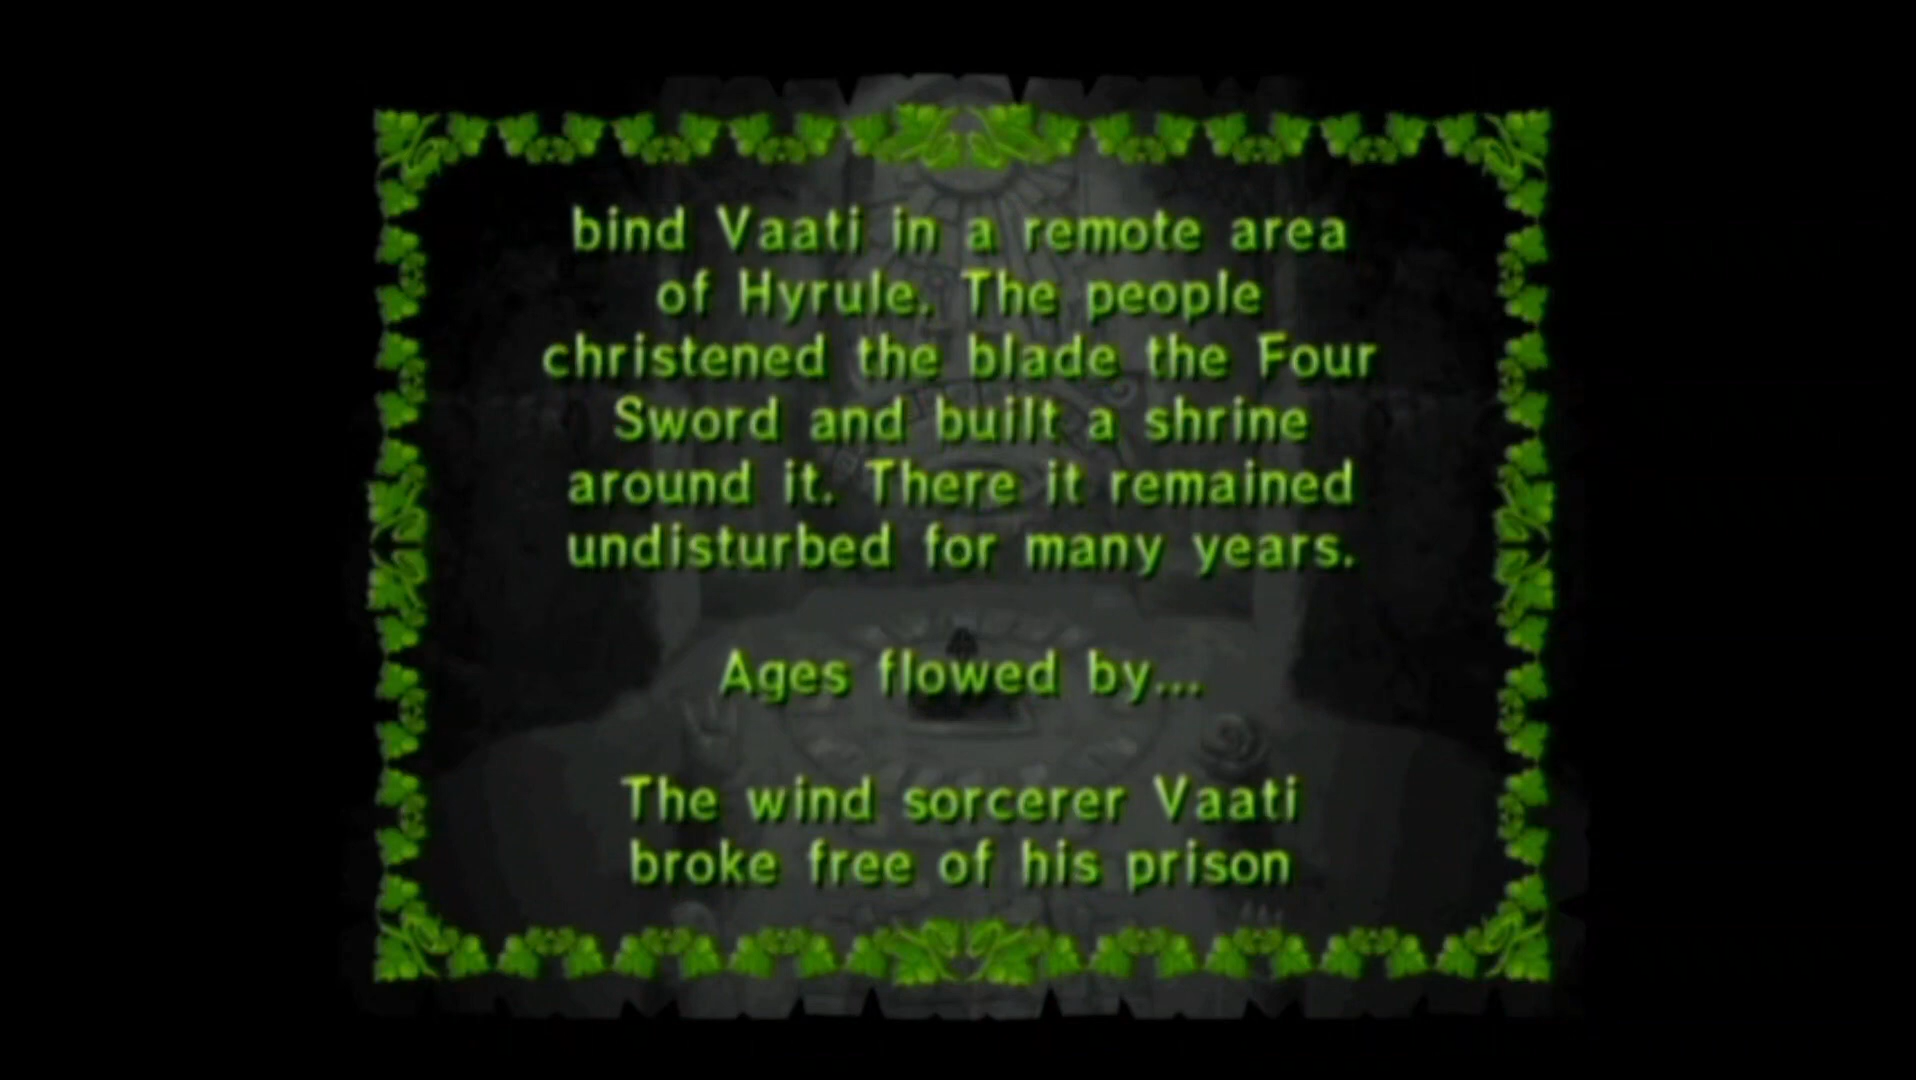 bind Vaati in a remote area
of Hyrule. The people
christened the blade the Four
Sword and built a shrine
around it. There it remained
undisturbed for many years.
Ages flowed by...
The wind sorcerer Vaati
broke free of his prison